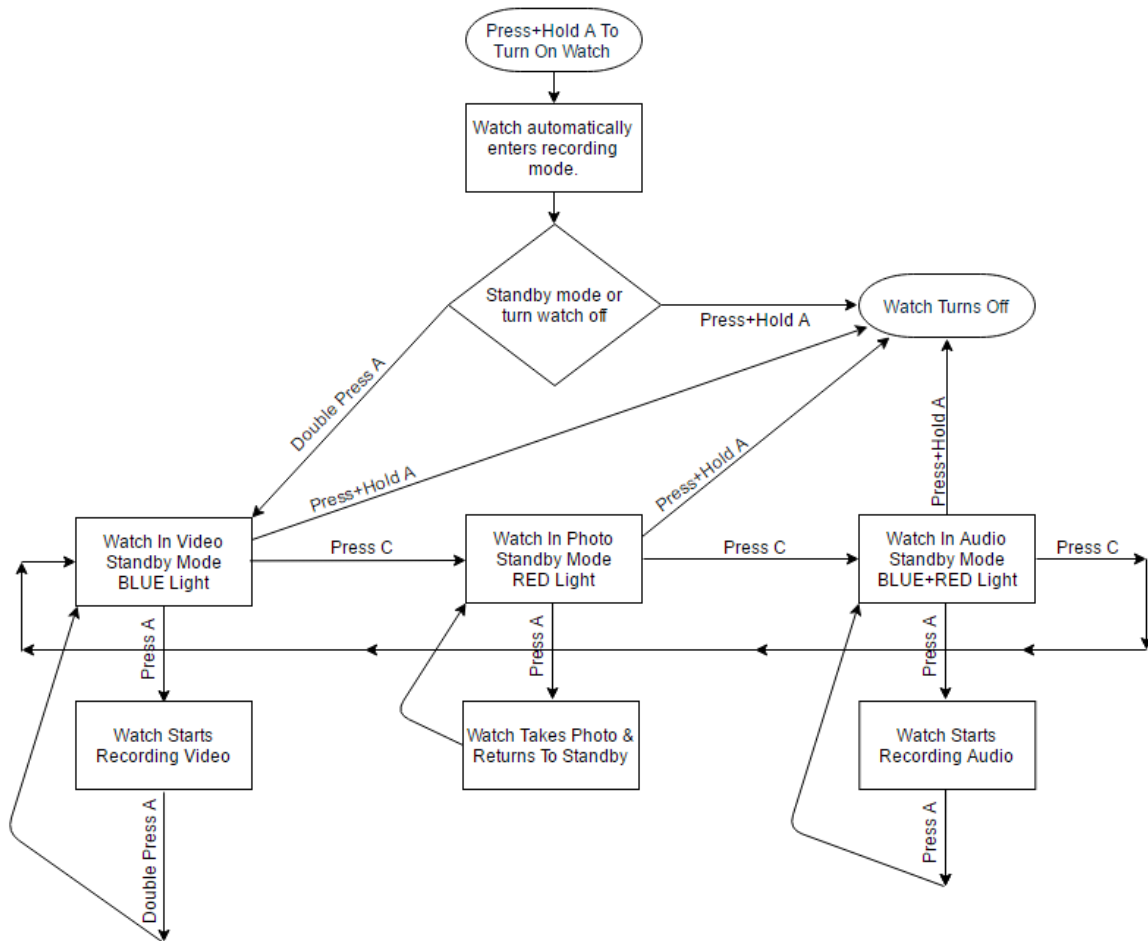 Press+Hold A To
Turn On Watch
Watch automatically
enters recording
mode.
Standby mode or
turn watch off
Press+Hold A
Watch Turns Off
Double Press A
Press+Hold A
Press+Hold A
Press+Hold A
Watch In Video
Standby Mode
BLUE Light
Press C
Watch In Photo
Standby Mode
RED Light
Press C
Watch In Audio
Standby Mode
BLUE+RED Light
Press C
Press A
Press A
Press A
Watch Starts
Recording Video
Watch Takes Photo &
Returns To Standby
Watch Starts
Recording Audio
Double Press A
Press A